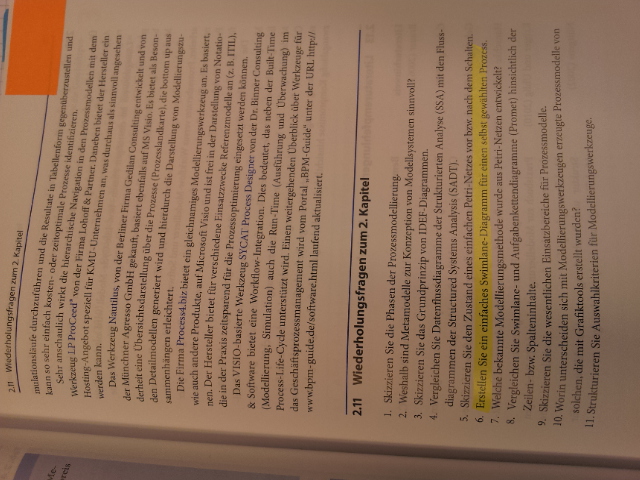 2.11 Wiederholungsfragen zum 2. Kapitel
mulationsläufe durchzuführen und die Resultate in Tabellenform gegenüberzustellen und
kann so sehr einfach kosten- oder zeitoptimale Prozesse identifizieren.
Sehr anschaulich wirkt die hierarchische Navigation in den Prozessmodellen mit dem
Werkzeug LP ProCeed® von der Firma Lohoff & Partner. Daneben bietet der Hersteller ein
Hosting-Angebot speziell für KMU-Unternehmen an, was durchaus als sinnvoll angesehen
werden kann.
Das Werkzeug Nautilus, von der Berliner Firma Gedilan Consulting entwickelt und von
der Münchner Agresso GmbH gekauft, basiert ebenfalls auf MS Visio. Es bietet als Beson-
derheit eine Übersichtsdarstellung über die Prozesse (Prozesslandkarte), die bottom up aus
den Detailmodellen generiert wird und hierdurch die Darstellung von Modellierungszu-
sammenhängen erleichtert.
Die Firma Process4.biz bietet ein gleichnamiges Modellierungswerkzeug an. Es basiert,
wie auch andere Produkte, auf Microsoft Visio und ist frei in der Darstellung von Notatio-
nen. Der Hersteller bietet für verschiedene Einsatzzwecke Referenzmodelle an (z. B. ITIL),
die in der Praxis zeitsparend für die Prozessoptimierung eingesetzt werden können.
Das VISIO-basierte Werkzeug SYCAT Process Designer von der Dr. Binner Consulting
& Software bietet eine Workflow-Integration. Dies bedeutet, das neben der Built-Time
(Modellierung, Simulation) auch die Run-Time (Ausführung und Überwachung) im
Process-Life-Cycle unterstützt wird. Einen weitergehenden Überblick über Werkzeuge für
das Geschäftsprozessmanagement wird vom Portal „BPM-Guide" unter der URL http://
www.bpm-guide.de/software.html laufend aktualisiert.
2.11 Wiederholungsfragen zum 2. Kapitel
1. Skizzieren Sie die Phasen der Prozessmodellierung.
2. Weshalb sind Metamodelle zur Konzeption von Modellsystemen sinnvoll?
3. Skizzieren Sie das Grundprinzip von IDEF-Diagrammen.
4. Vergleichen Sie Datenflussdiagramme der Strukturierten Analyse (SSA) mit den Fluss-
diagrammen der Structured Systems Analysis (SADT).
5. Skizzieren Sie den Zustand eines einfachen Petri-Netzes vor bzw. nach dem Schalten.
6. Erstellen Sie ein einfaches Swimlane-Diagramm für einen selbst gewählten Prozess.
7. Welche bekannte Modellierungsmethode wurde aus Petri-Netzen entwickelt?
8. Vergleichen Sie Swimlane- und Aufgabenkettendiagramme (Promet) hinsichtlich der
Zeilen- bzw. Spalteninhalte.
9. Skizzieren Sie die wesentlichen Einsatzbereiche für Prozessmodelle.
10. Worin unterscheiden sich mit Modellierungswerkzeugen erzeugte Prozessmodelle von
solchen, die mit Grafiktools erstellt wurden?
11. Strukturieren Sie Auswahlkriterien für Modellierungswerkzeuge.